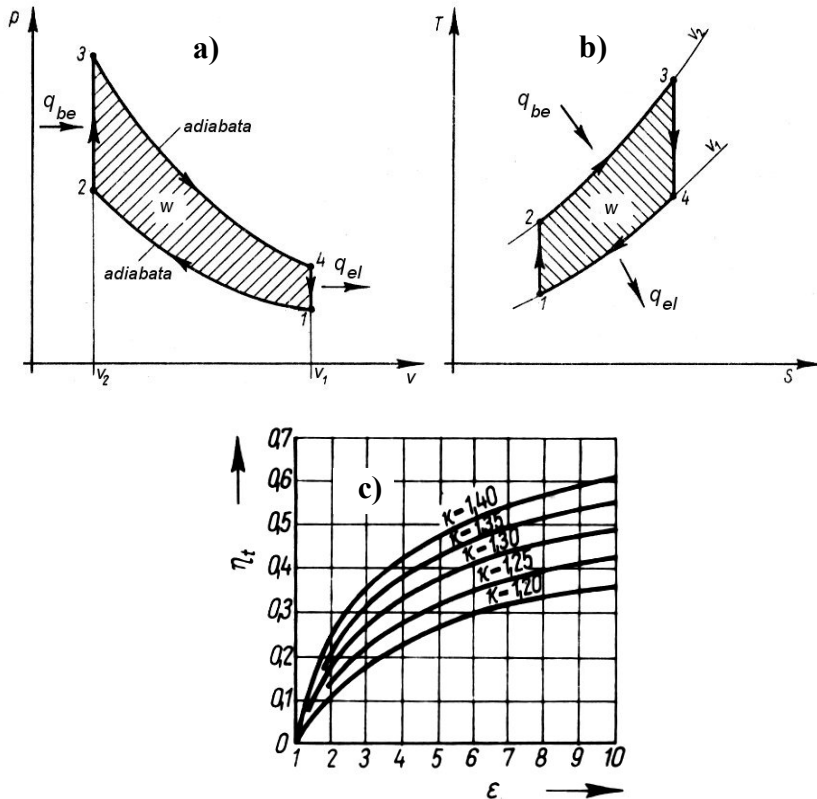 p
a)
3
q_be
adiabata
2
w
adiabata
4
q_el
1
v_2
v_1
v
T
b)
v_2
3
q_be
v_1
2
w
4
1
q_el
s
0,7
c)
0,6
κ=1,40
0,5
κ=1,35
η_t
0,4
κ=1,30
κ=1,25
0,3
κ=1,20
0,2
0,1
0
1 2 3 4 5 6 7 8 9 10
ε